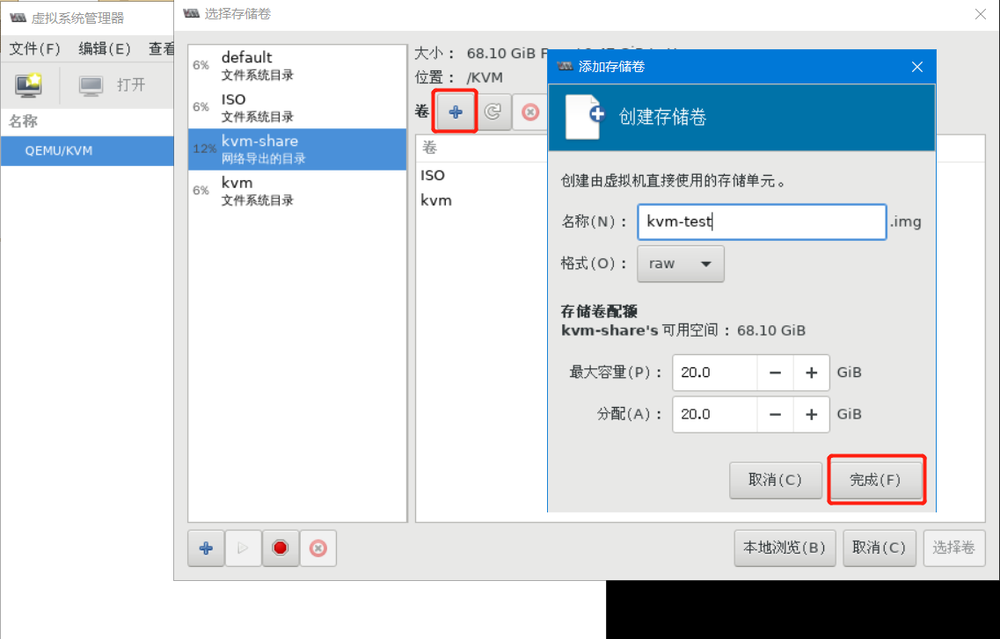 虚拟系统管理器
文件(F) 编辑(E) 查看
打开
名称
QEMU/KVM
选择存储卷
6% default
文件系统目录
6% ISO
文件系统目录
12% kvm-share
网络导出的目录
6% kvm
文件系统目录
大小： 68.10 GiB
位置： /KVM
卷
卷
ISO
kvm
添加存储卷
创建存储卷
创建由虚拟机直接使用的存储单元。
名称(N)： kvm-test .img
格式(O)： raw
存储卷配额
kvm-share's 可用空间： 68.10 GiB
最大容量(P)： 20.0 GiB
分配(A)： 20.0 GiB
取消(C) 完成(F)
本地浏览(B) 取消(C) 选择卷